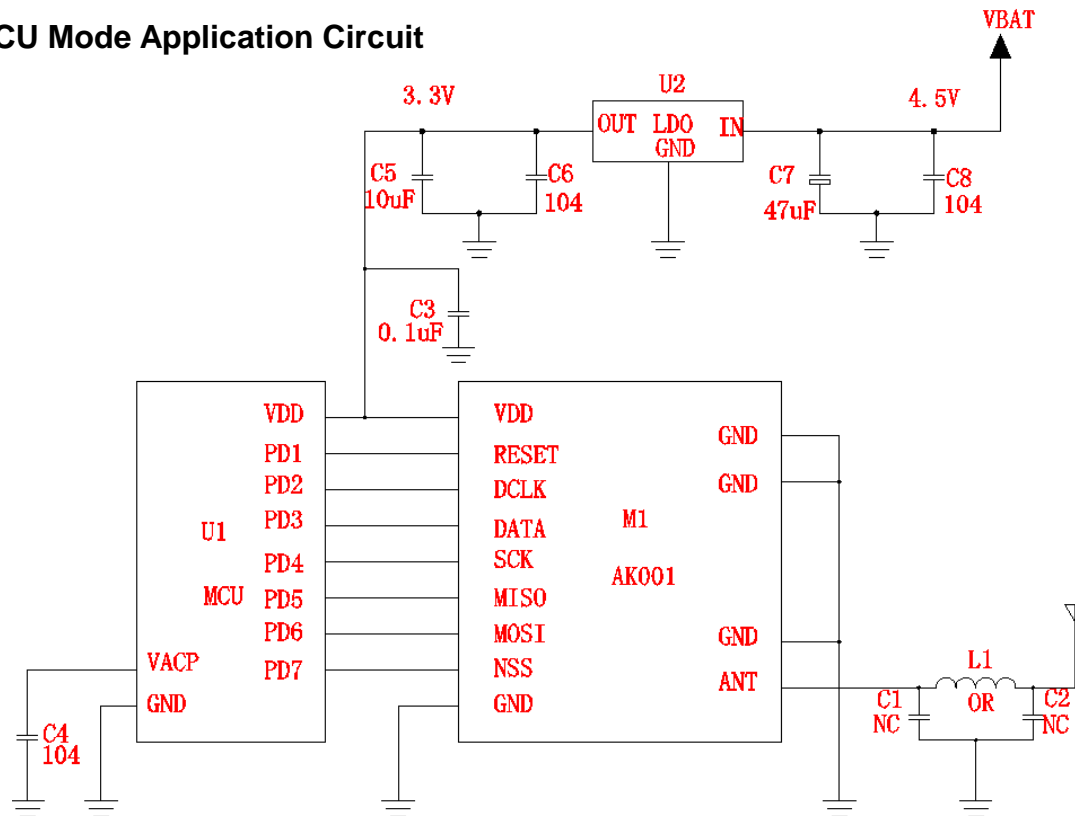 CU Mode Application Circuit
VBAT
3.3V
U2
4.5V
OUT LDO IN
GND
C5
10uF
C6
104
C7
47uF
C8
104
C3
0.1uF
VDD
PD1
PD2
PD3
U1
PD4
MCU PD5
PD6
VACP
PD7
GND
C4
104
VDD
RESET
DCLK
DATA
SCK
MISO
MOSI
NSS
GND
M1
AK001
GND
GND
GND
ANT
L1
0R
C1
NC
C2
NC